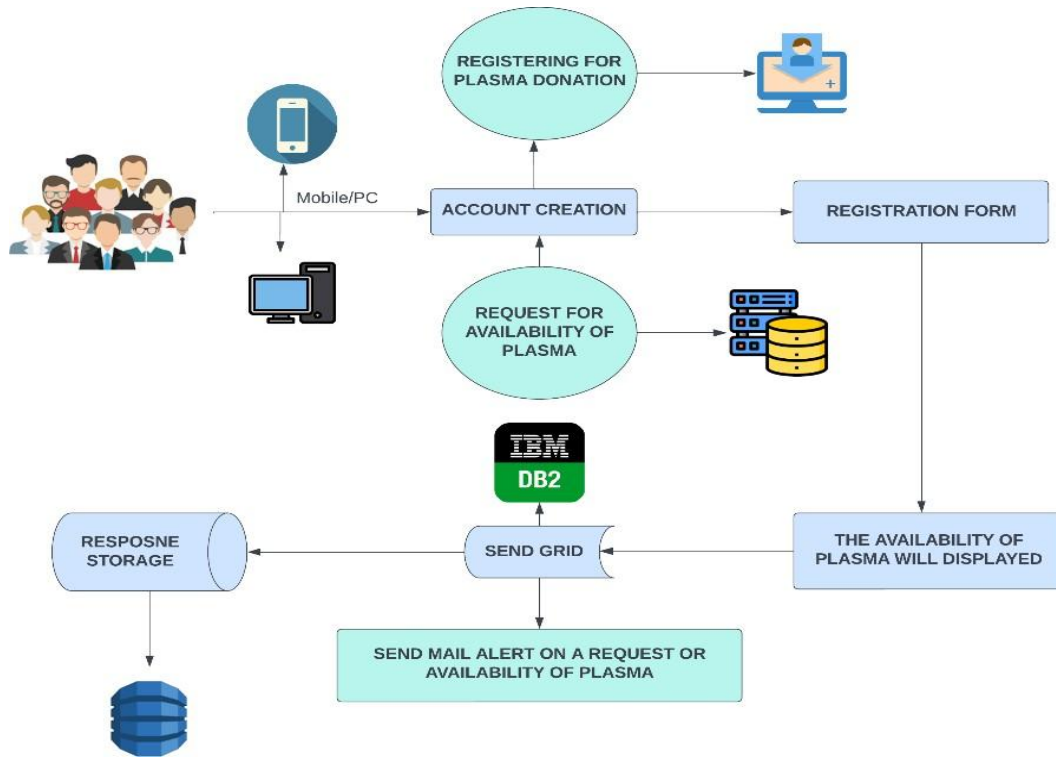 REGISTERING FOR
PLASMA DONATION
Mobile/PC
ACCOUNT CREATION
REGISTRATION FORM
REQUEST FOR
AVAILABILITY OF
PLASMA
IBM
DB2
RESPOSNE
STORAGE
SEND GRID
THE AVAILABILITY OF
PLASMA WILL DISPLAYED
SEND MAIL ALERT ON A REQUEST OR
AVAILABILITY OF PLASMA